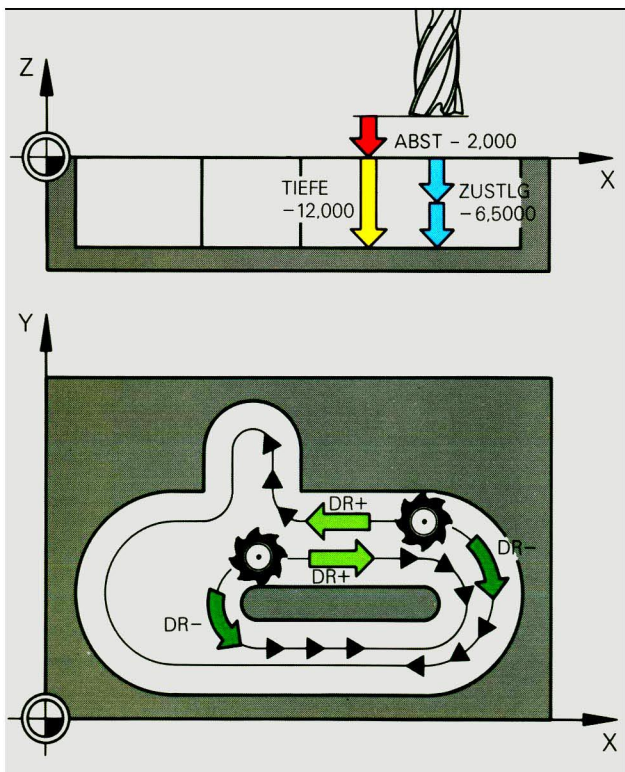 Z
ABST – 2,000
X
TIEFE
–12,000
ZUSTLG
–6,5000
Y
DR+
DR–
DR+
DR–
X